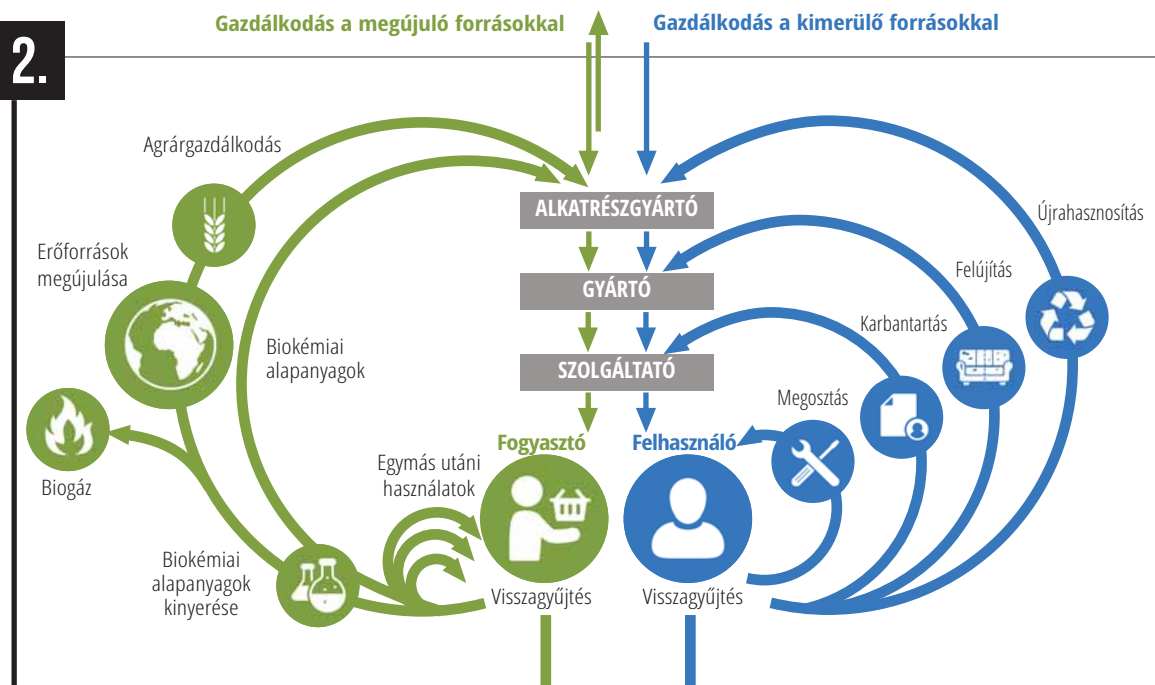 Gazdálkodás a megújuló forrásokkal
Gazdálkodás a kimerülő forrásokkal
2.
Agrárgazdálkodás
Erőforrások
megújulása
Biokémiai
alapanyagok
Biogáz
Biokémiai
alapanyagok
kinyerése
Egymás utáni
használatok
ALKATRÉSZGYÁRTÓ
GYÁRTÓ
SZOLGÁLTATÓ
Fogyasztó
Felhasználó
Visszagyűjtés
Visszagyűjtés
Megosztás
Karbantartás
Felújítás
Újrahasznosítás